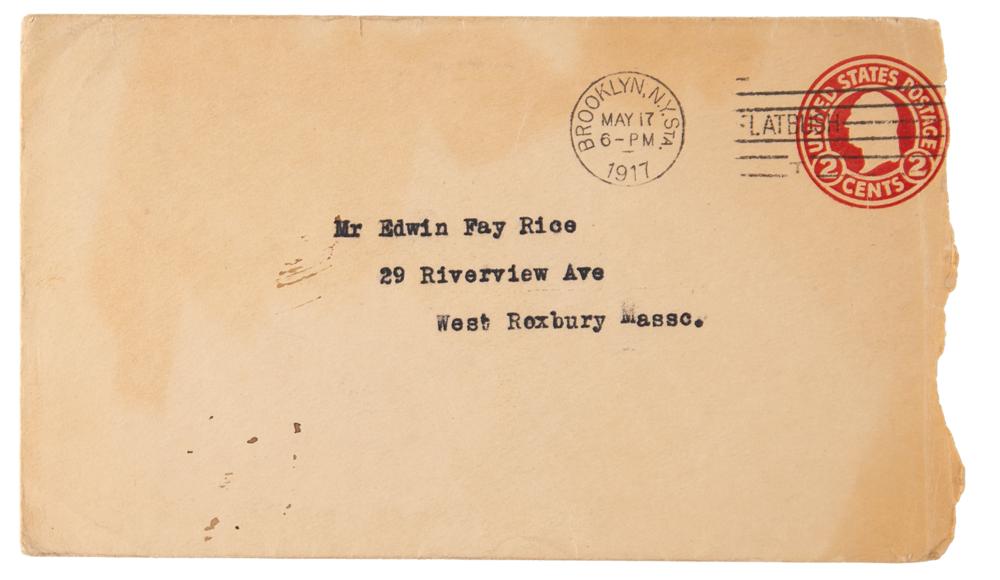 BROOKLYN, N.Y. STA.
MAY 17
6-PM
1917
FLATBUSH
UNITED STATES POSTAGE
2 CENTS 2
Mr Edwin Fay Rice
29 Riverview Ave
West Roxbury Massc.